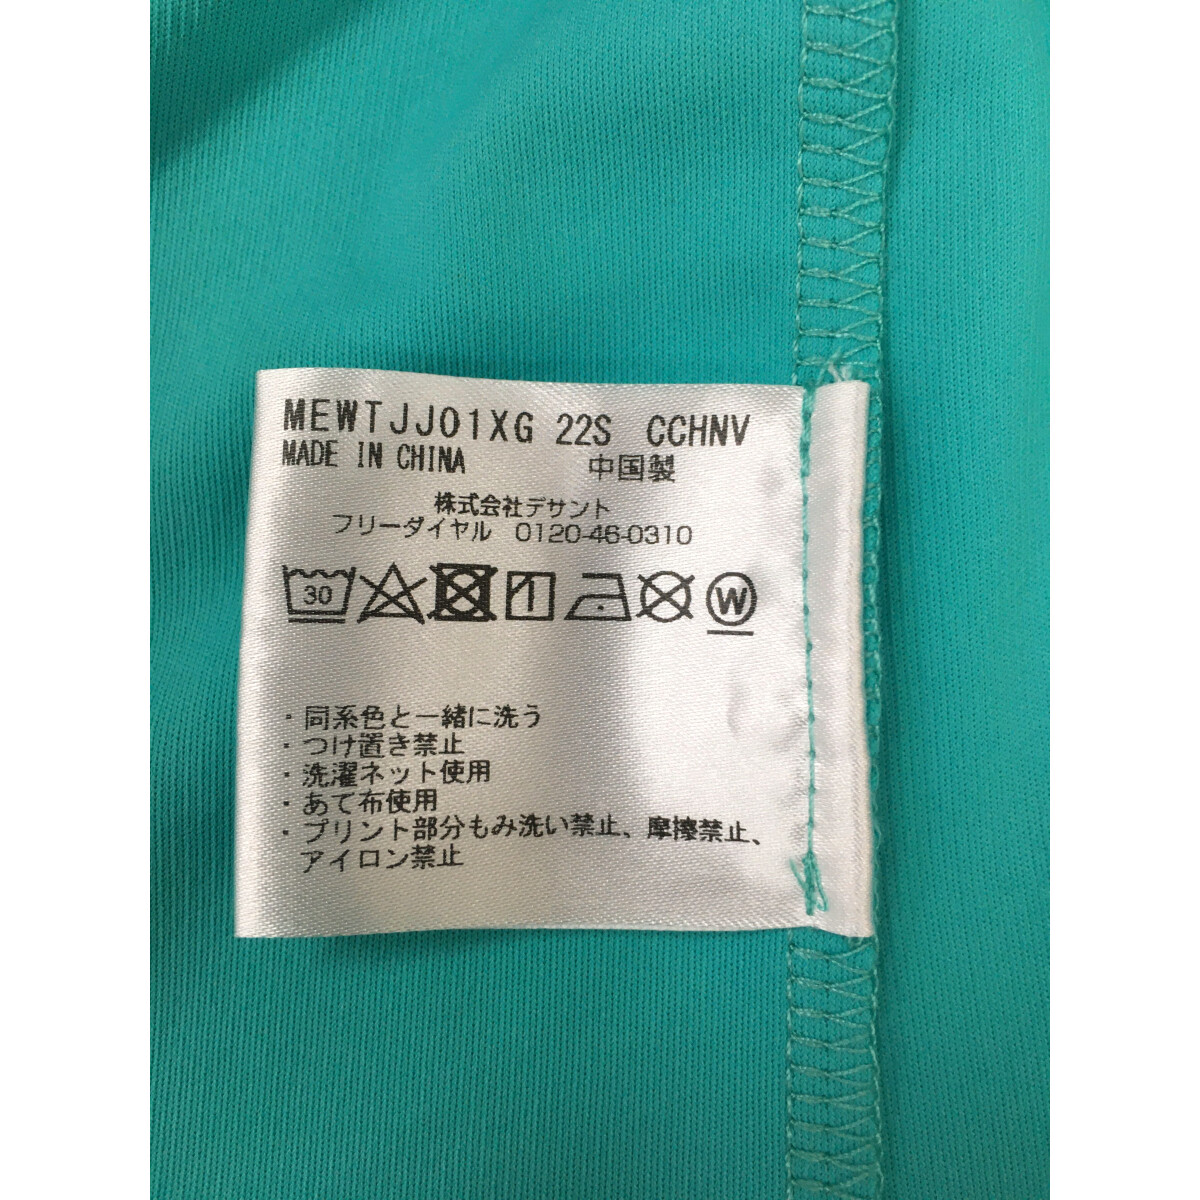 MEWTJJ01XG 22S CCHNV
MADE IN CHINA 中国製
株式会社デサント
フリーダイヤル 0120-46-0310
30 W
・同系色と一緒に洗う
・つけ置き禁止
・洗濯ネット使用
・あて布使用
・プリント部分もみ洗い禁止、摩擦禁止、
アイロン禁止